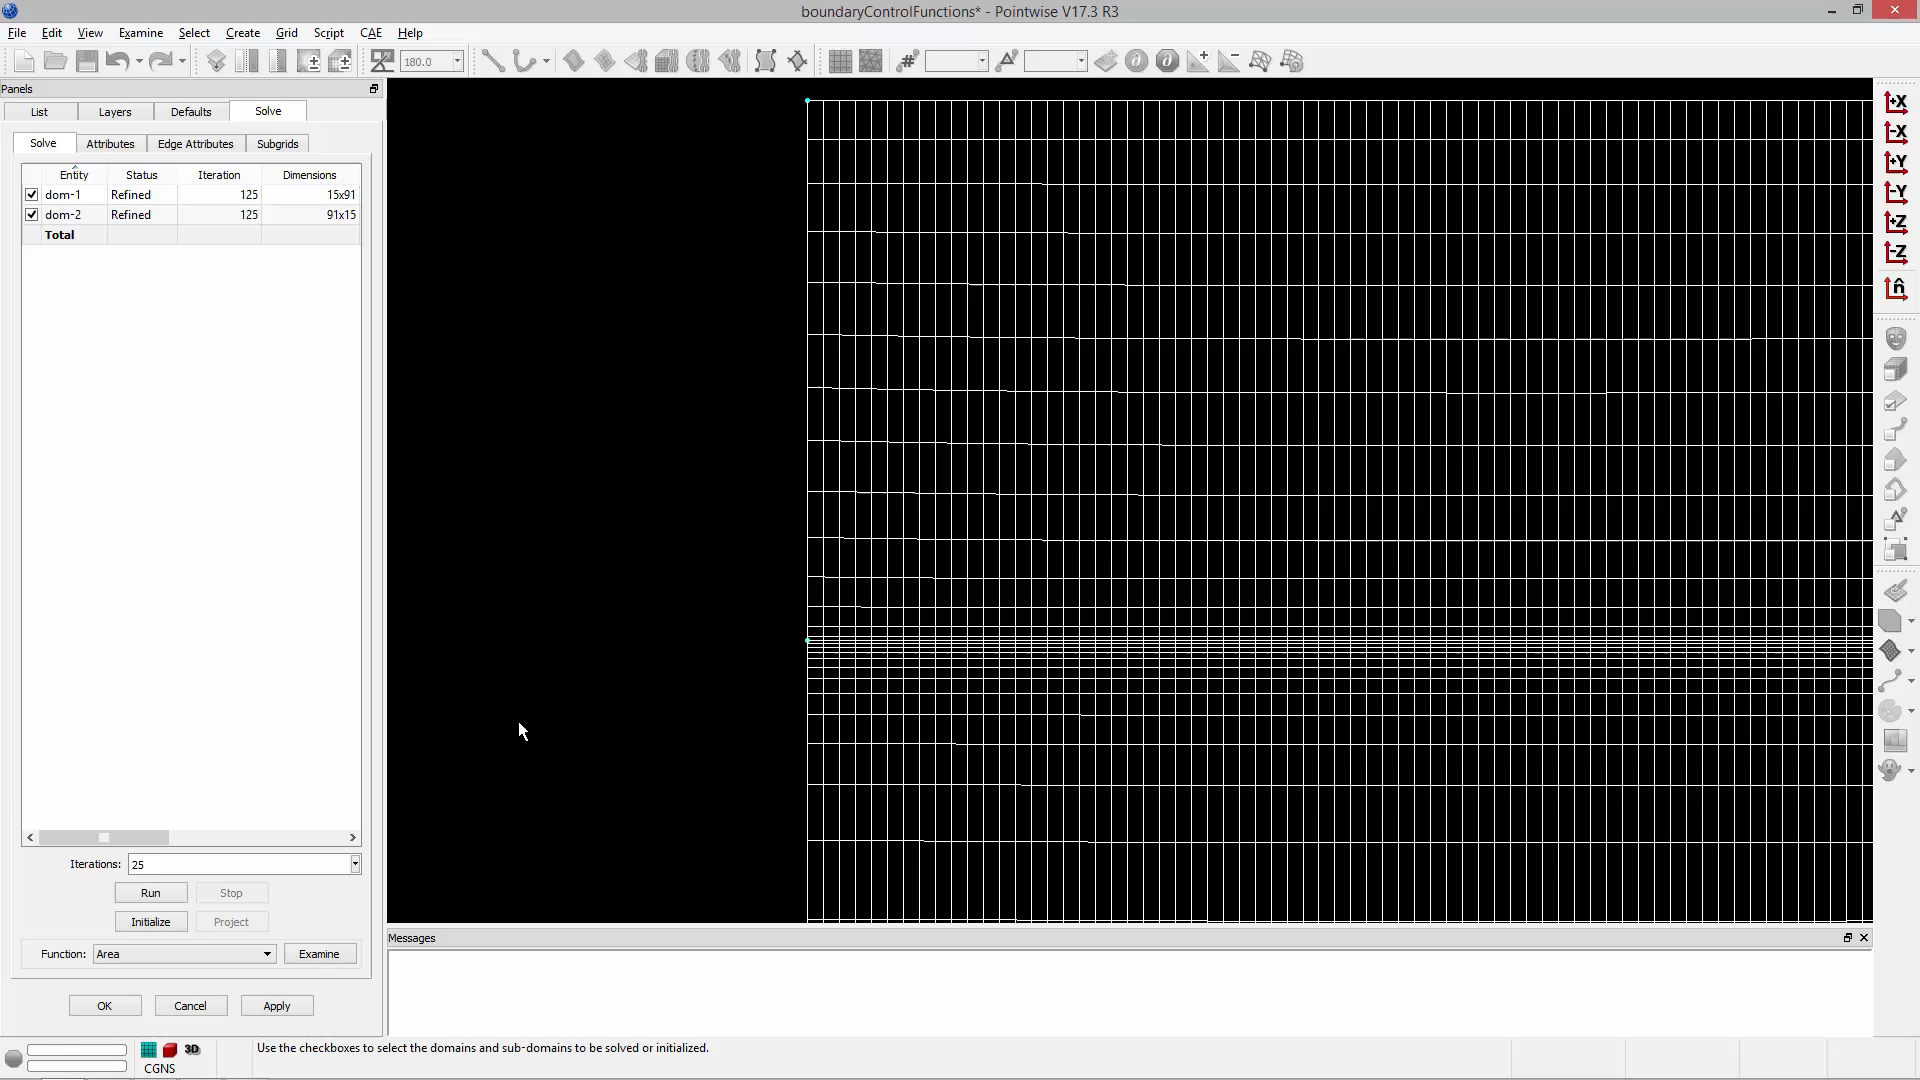 boundaryControlFunctions* - Pointwise V17.3 R3
File Edit View Examine Select Create Grid Script CAE Help
180.0
Panels
List Layers Defaults Solve
Solve Attributes Edge Attributes Subgrids
Entity Status Iteration Dimensions
dom-1 Refined 125 15x91
dom-2 Refined 125 91x15
Total
Iterations: 25
Run Stop
Initialize Project
Function: Area Examine
OK Cancel Apply
Messages
+X
-X
+Y
-Y
+Z
-Z
n̂
3D
CGNS
Use the checkboxes to select the domains and sub-domains to be solved or initialized.